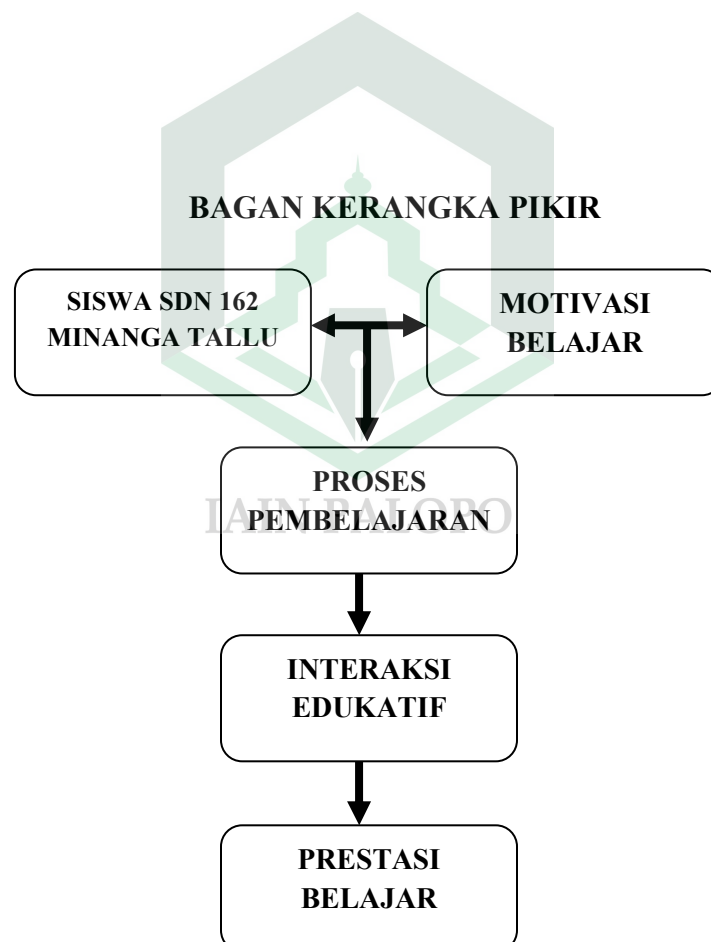 BAGAN KERANGKA PIKIR
SISWA SDN 162
MINANGA TALLU
MOTIVASI
BELAJAR
PROSES
PEMBELAJARAN
IAIN PALOPO
INTERAKSI
EDUKATIF
PRESTASI
BELAJAR